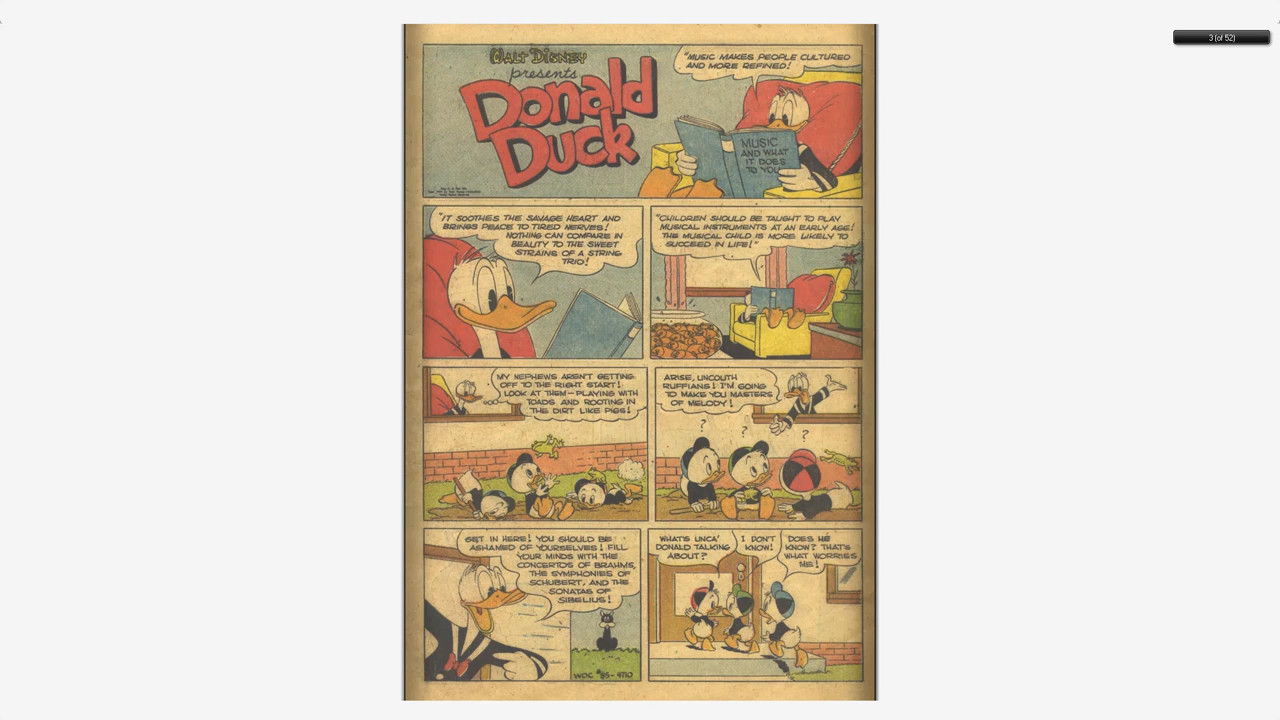 3 (of 52)
WALT DISNEY
presents
Donald
Duck
"MUSIC MAKES PEOPLE CULTURED
AND MORE REFINED!
MUSIC
AND WHAT
IT DOES
TO YOU
"IT SOOTHES THE SAVAGE HEART AND
BRINGS PEACE TO TIRED NERVES!
NOTHING CAN COMPARE IN
BEAUTY TO THE SWEET
STRAINS OF A STRING
TRIO!
"CHILDREN SHOULD BE TAUGHT TO PLAY
MUSICAL INSTRUMENTS AT AN EARLY AGE!
THE MUSICAL CHILD IS MORE LIKELY TO
SUCCEED IN LIFE!"
MY NEPHEWS AREN'T GETTING
OFF TO THE RIGHT START!
LOOK AT THEM—PLAYING WITH
TOADS AND ROOTING IN
THE DIRT LIKE PIGS!
ARISE, UNCOUTH
RUFFIANS! I'M GOING
TO MAKE YOU MASTERS
OF MELODY!
? ? ?
GET IN HERE! YOU SHOULD BE
ASHAMED OF YOURSELVES! FILL
YOUR MINDS WITH THE
CONCERTOS OF BRAHMS,
THE SYMPHONIES OF
SCHUBERT, AND THE
SONATAS OF
SIBELIUS!
WDC #85-4710
WHAT'S UNCA'
DONALD TALKING
ABOUT?
I DON'T
KNOW!
DOES HE
KNOW? THAT'S
WHAT WORRIES
ME!